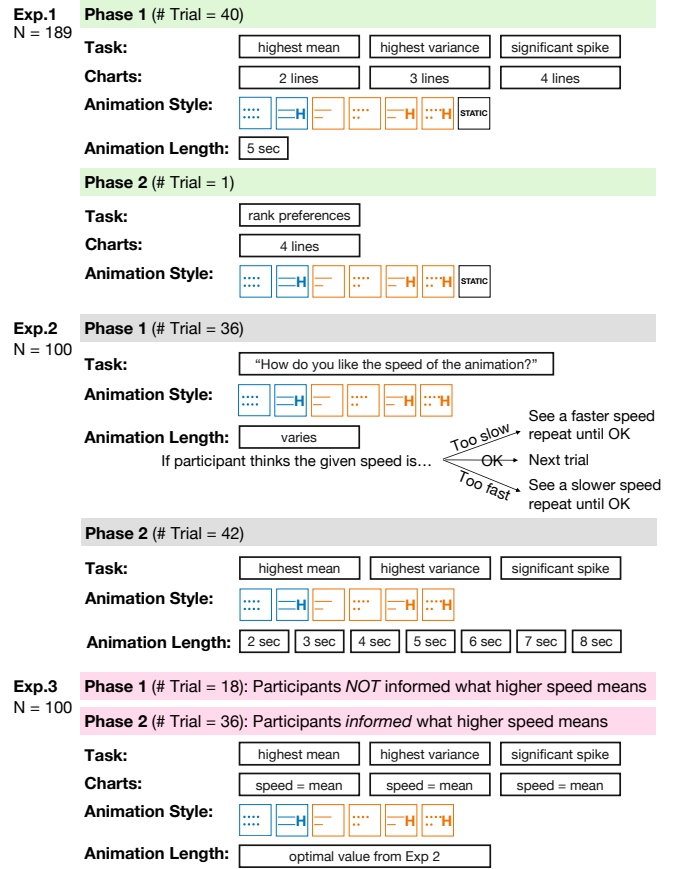 Exp.1 Phase 1 (# Trial = 40)
N = 189
Task: highest mean highest variance significant spike
Charts: 2 lines 3 lines 4 lines
Animation Style: H H H STATIC
Animation Length: 5 sec
Phase 2 (# Trial = 1)
Task: rank preferences
Charts: 4 lines
Animation Style: H H H STATIC
Exp.2 Phase 1 (# Trial = 36)
N = 100
Task: “How do you like the speed of the animation?”
Animation Style: H H H
Animation Length: varies
If participant thinks the given speed is...
Too slow See a faster speed
repeat until OK
OK Next trial
Too fast See a slower speed
repeat until OK
Phase 2 (# Trial = 42)
Task: highest mean highest variance significant spike
Animation Style: H H H
Animation Length: 2 sec 3 sec 4 sec 5 sec 6 sec 7 sec 8 sec
Exp.3 Phase 1 (# Trial = 18): Participants NOT informed what higher speed means
N = 100
Phase 2 (# Trial = 36): Participants informed what higher speed means
Task: highest mean highest variance significant spike
Charts: speed = mean speed = mean speed = mean
Animation Style: H H H
Animation Length: optimal value from Exp 2